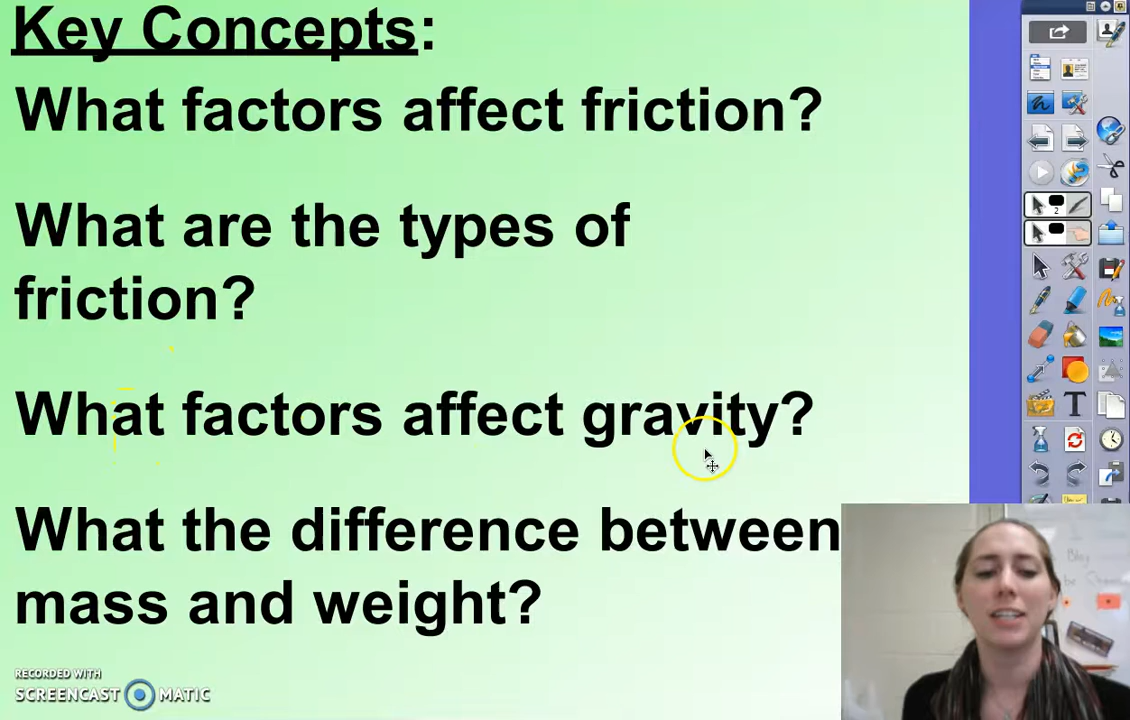 Key Concepts:
What factors affect friction?
What are the types of
friction?
What factors affect gravity?
What the difference between
mass and weight?
RECORDED WITH
SCREENCAST MATIC
2
T